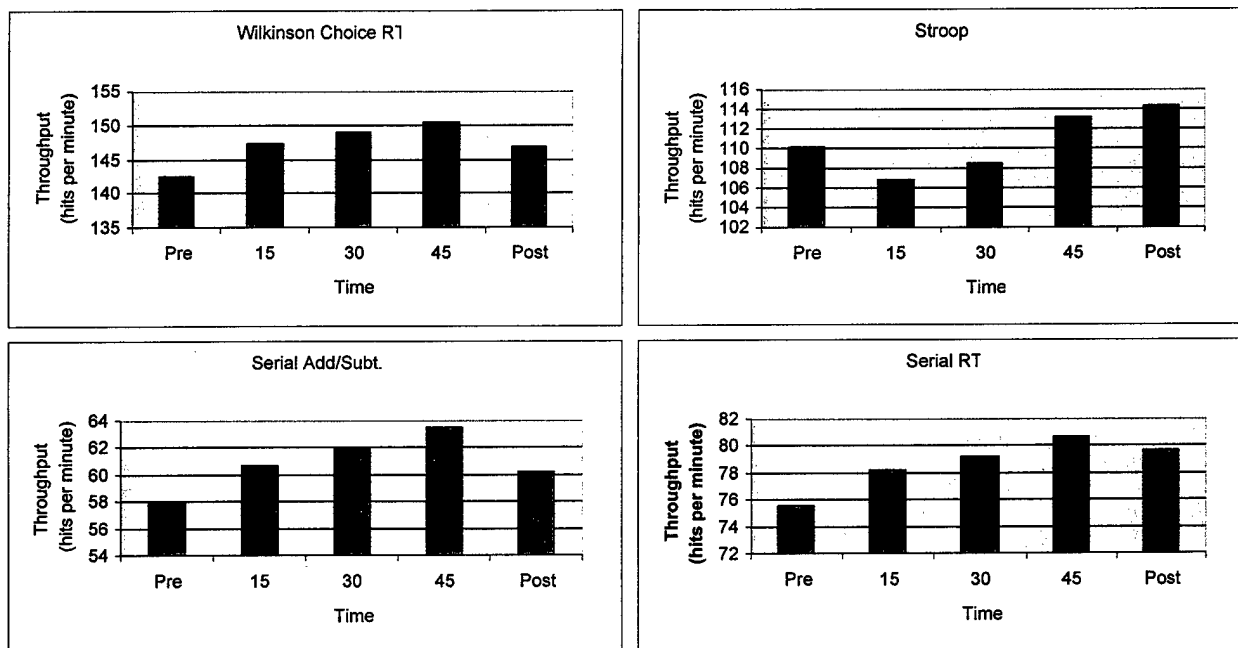 Wilkinson Choice RT
Throughput
(hits per minute)
155
150
145
140
135
Pre 15 30 45 Post
Time
Stroop
Throughput
(hits per minute)
116
114
112
110
108
106
104
102
Pre 15 30 45 Post
Time
Serial Add/Subt.
Throughput
(hits per minute)
64
62
60
58
56
54
Pre 15 30 45 Post
Time
Serial RT
Throughput
(hits per minute)
82
80
78
76
74
72
Pre 15 30 45 Post
Time